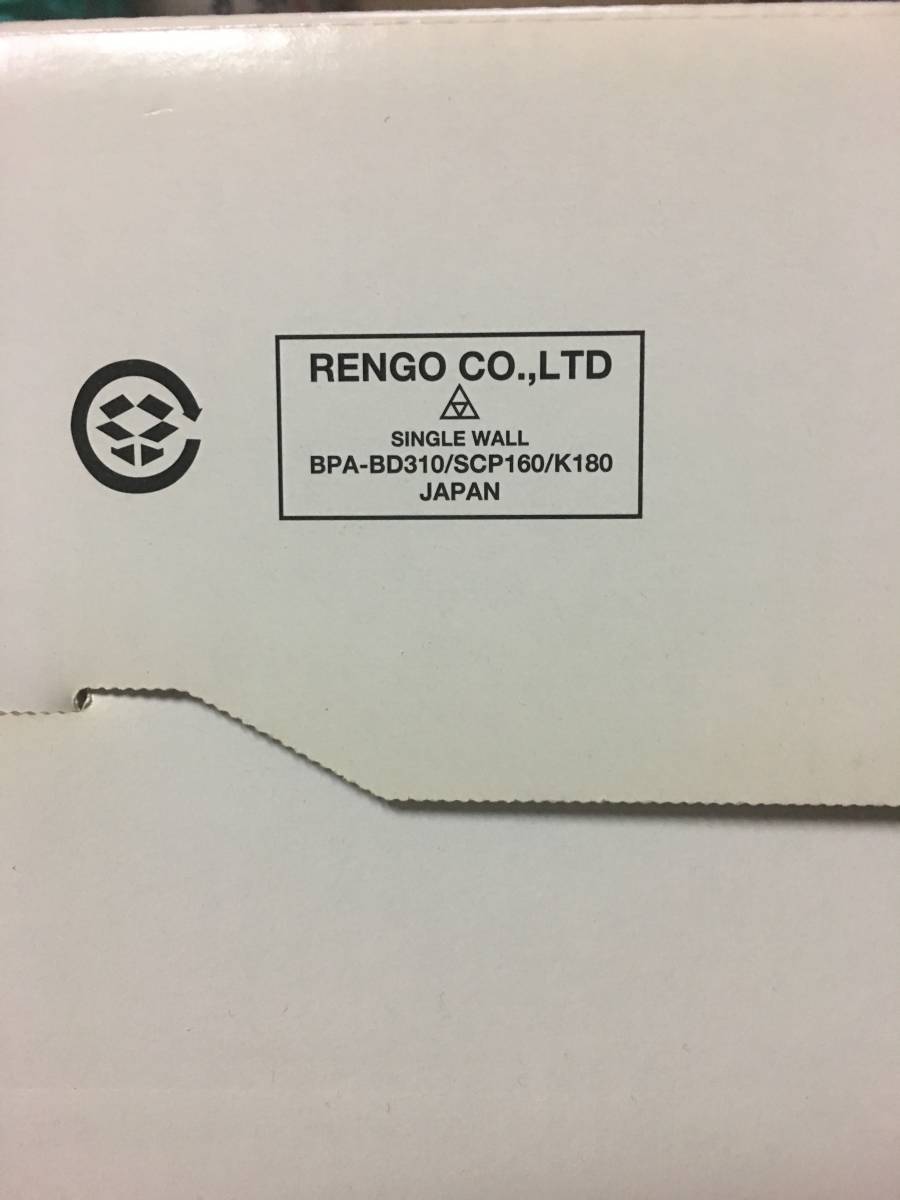 RENGO CO.,LTD
SINGLE WALL
BPA-BD310/SCP160/K180
JAPAN